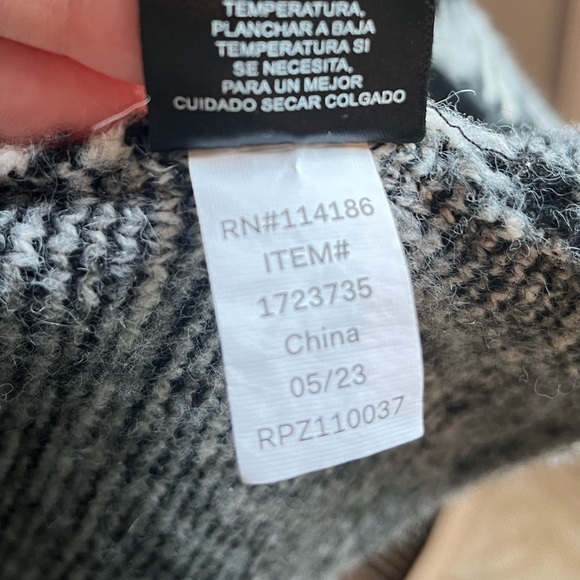 TEMPERATURA,
PLANCHAR A BAJA
TEMPERATURA SI
SE NECESITA,
PARA UN MEJOR
CUIDADO SECAR COLGADO
RN#114186
ITEM#
1723735
China
05/23
RPZ110037